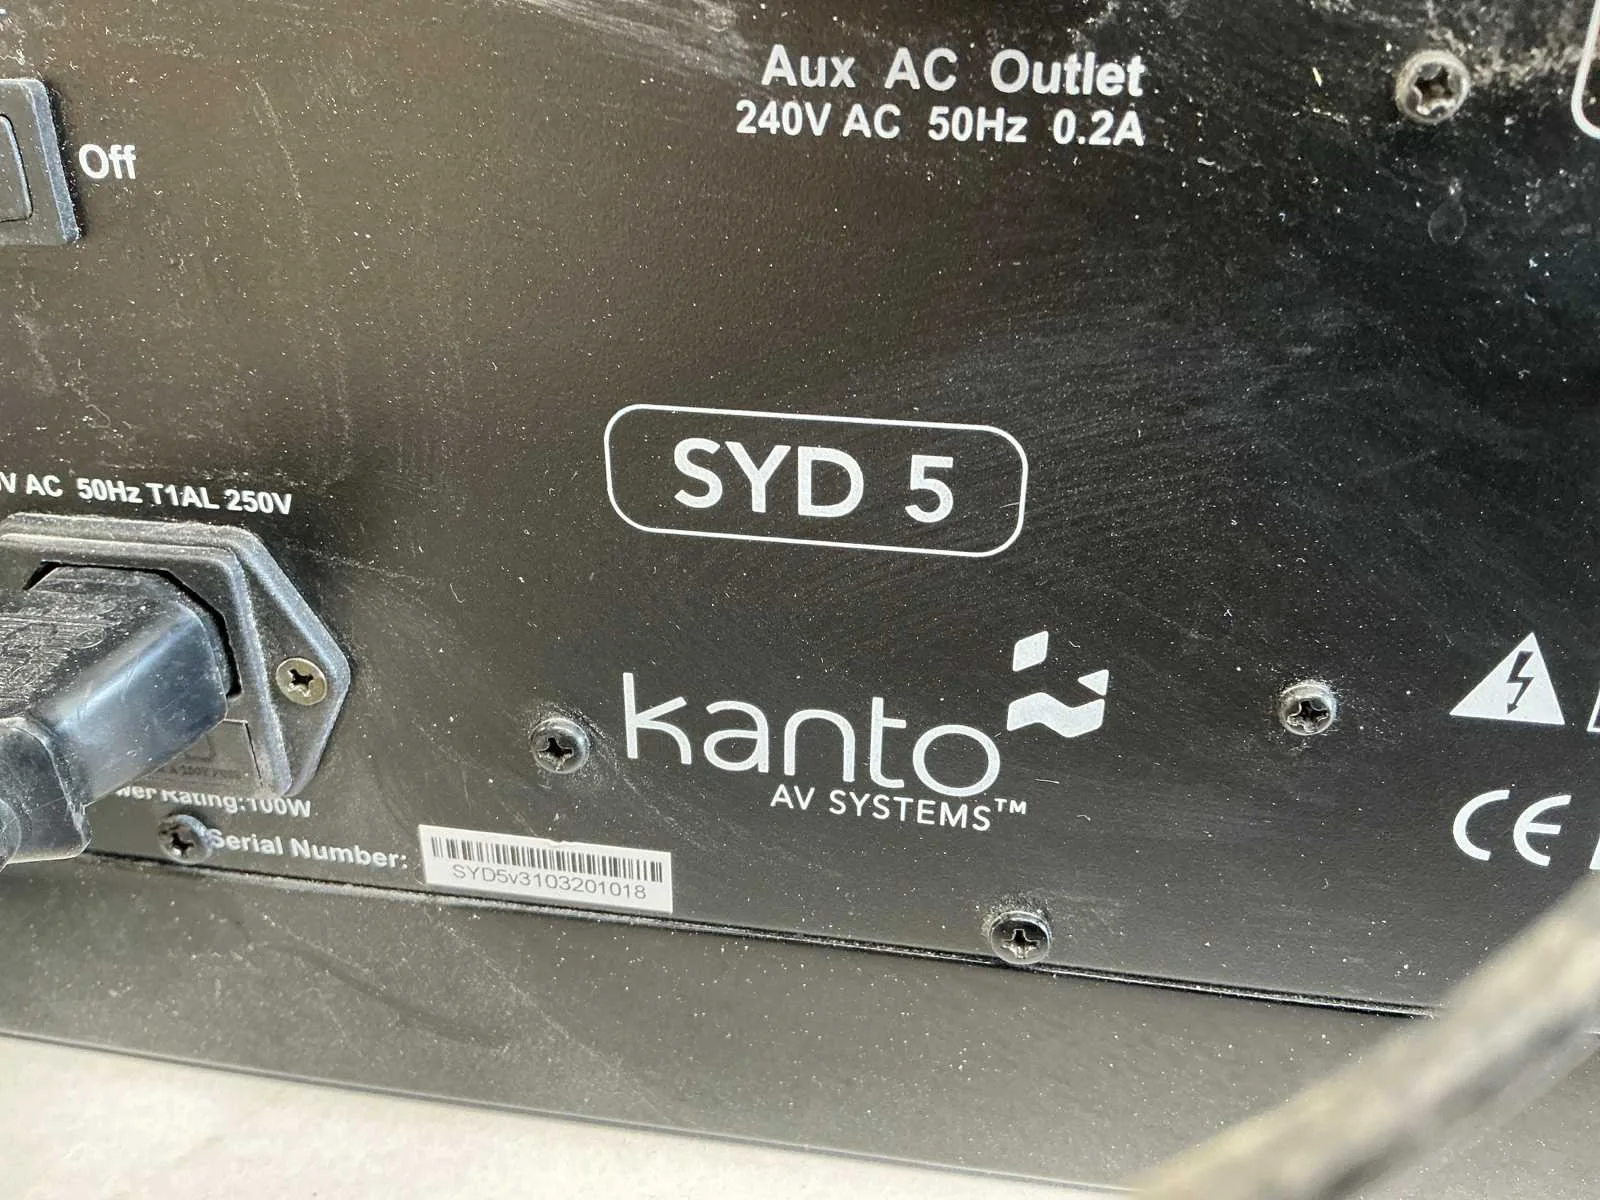 Aux AC Outlet
240V AC 50Hz 0.2A
Off
SYD 5
V AC 50Hz T1AL 250V
kanto
AV SYSTEMS™
wer Rating:100W
Serial Number:
SYD5v3103201018
CE